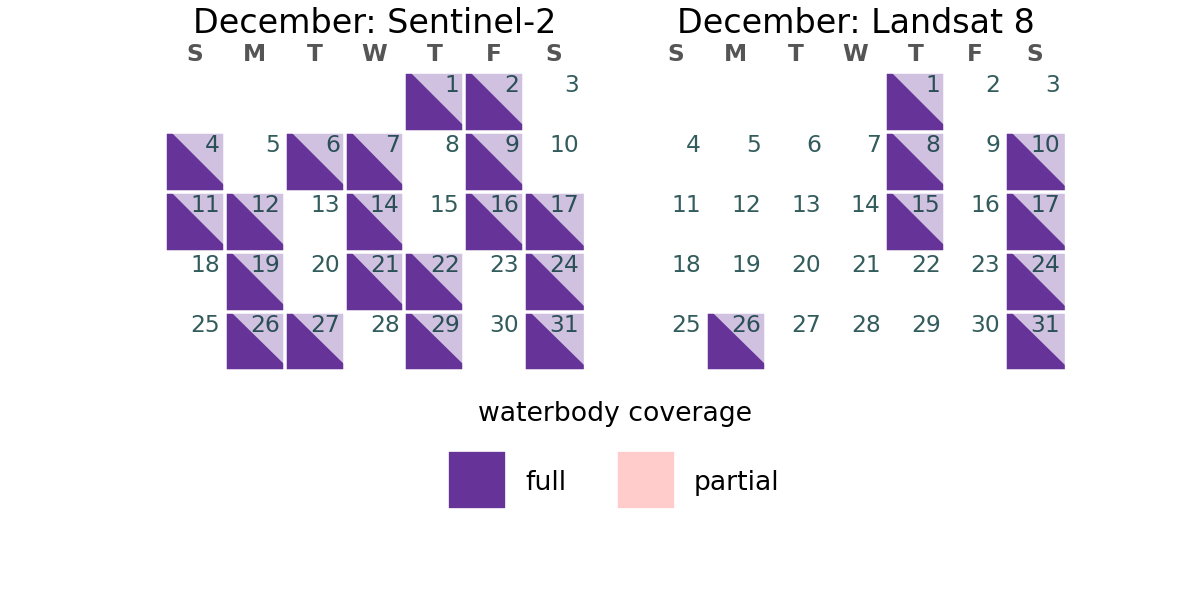 December: Sentinel-2
S M T W T F S
1 2 3
4 5 6 7 8 9 10
11 12 13 14 15 16 17
18 19 20 21 22 23 24
25 26 27 28 29 30 31
December: Landsat 8
S M T W T F S
1 2 3
4 5 6 7 8 9 10
11 12 13 14 15 16 17
18 19 20 21 22 23 24
25 26 27 28 29 30 31
waterbody coverage
full partial